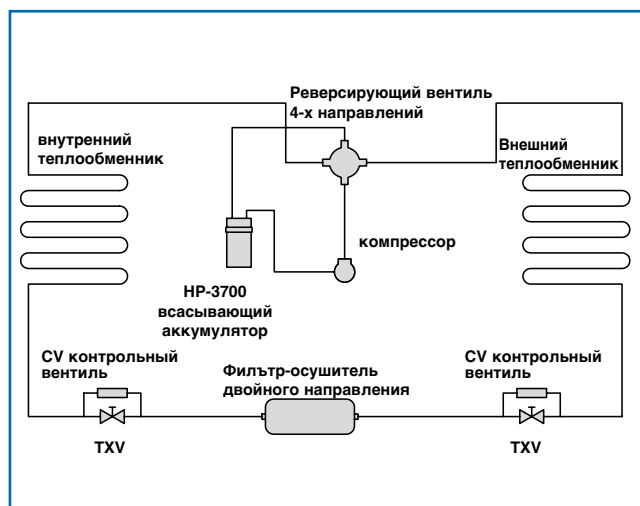 Реверсирующий вентиль
4-х направлений
внутренний
теплообменник
Внешний
теплообменник
компрессор
HP-3700
всасывающий
аккумулятор
CV контрольный
вентиль
Филътр-осушитель
двойного направления
CV контрольный
вентиль
TXV
TXV